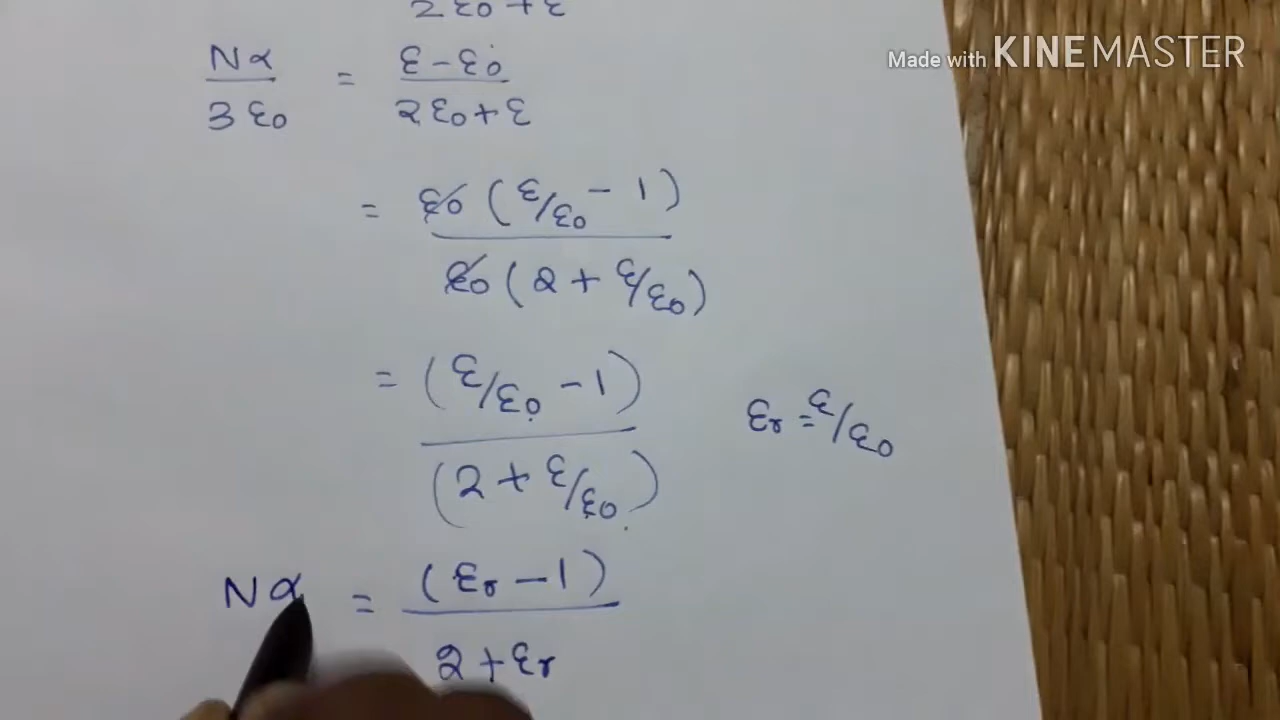 2ε0 + ε
Made with KINEMASTER
Nα / 3ε0 = ε - ε0 / 2ε0 + ε
= ε0 (ε/ε0 - 1) / ε0 (2 + ε/ε0)
= (ε/ε0 - 1) / (2 + ε/ε0)
εr = ε/ε0
Nα = (εr - 1) / 2 + εr